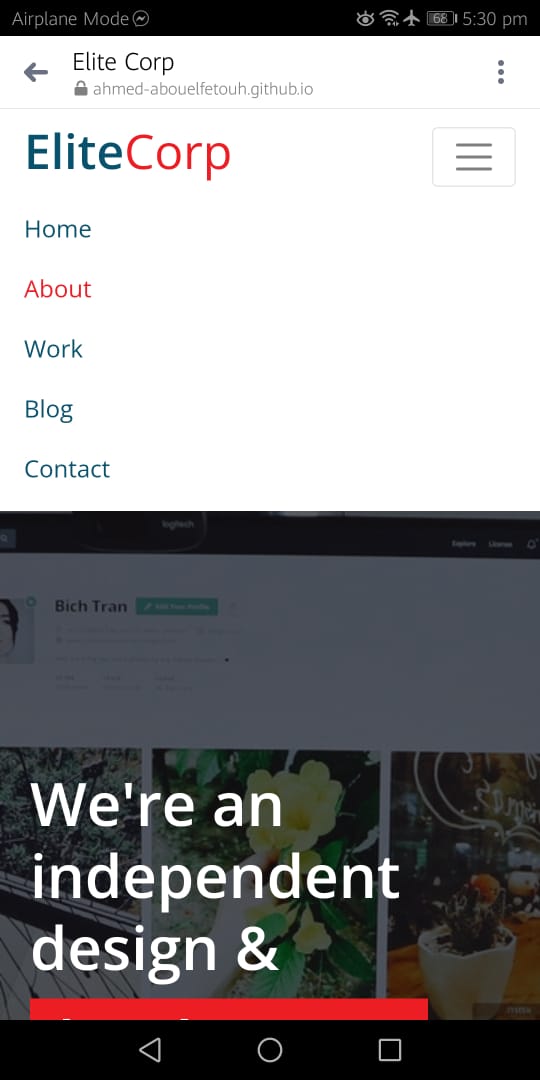 Airplane Mode
68 5:30 pm
Elite Corp
ahmed-abouelfetouh.github.io
EliteCorp
Home
About
Work
Blog
Contact
logitech
Explore License
Bich Tran Edit Your Profile
We're an
independent
design &